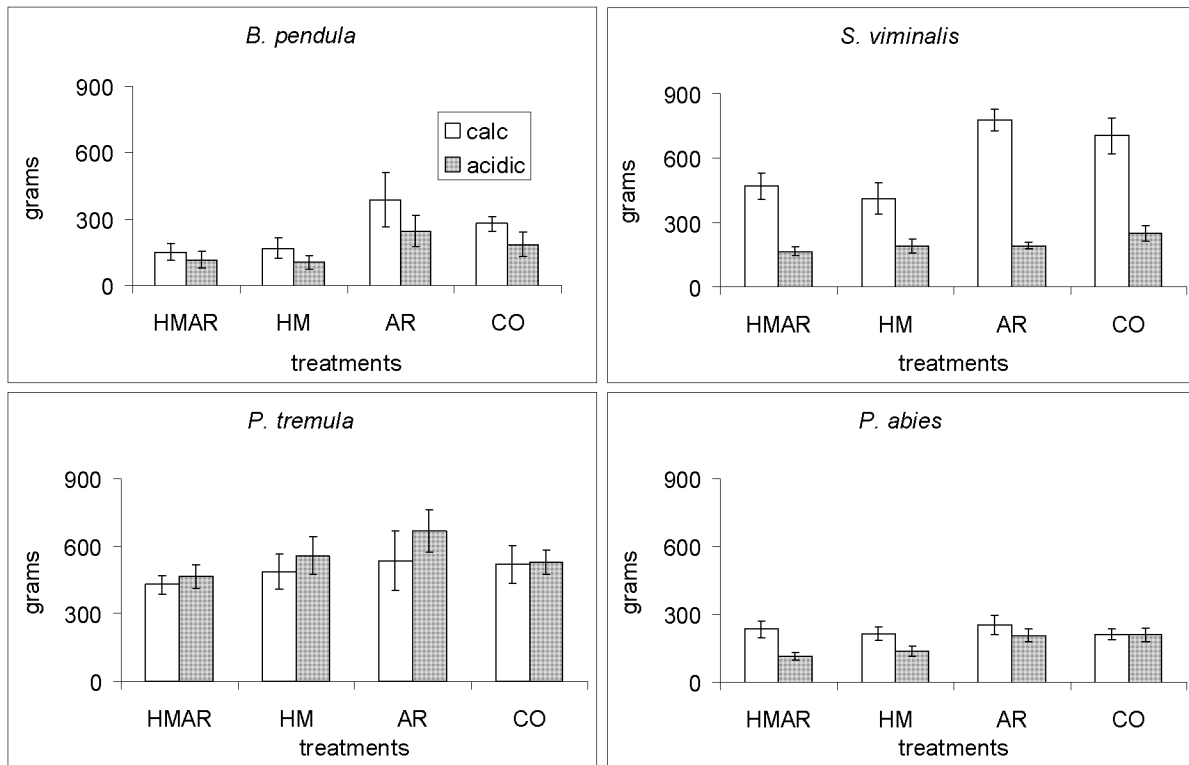 B. pendula
900
600
300
0
grams
calc
acidic
HMAR HM AR CO
treatments
S. viminalis
900
600
300
0
grams
HMAR HM AR CO
treatments
P. tremula
900
600
300
0
grams
HMAR HM AR CO
treatments
P. abies
900
600
300
0
grams
HMAR HM AR CO
treatments